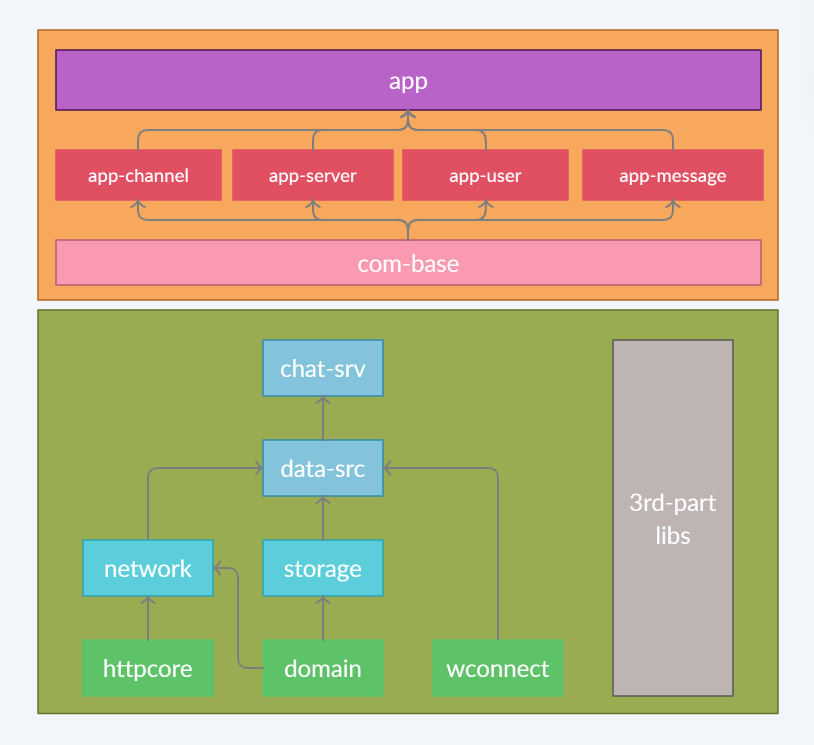 app
app-channel
app-server
app-user
app-message
com-base
chat-srv
data-src
3rd-part
libs
network
storage
httpcore
domain
wconnect